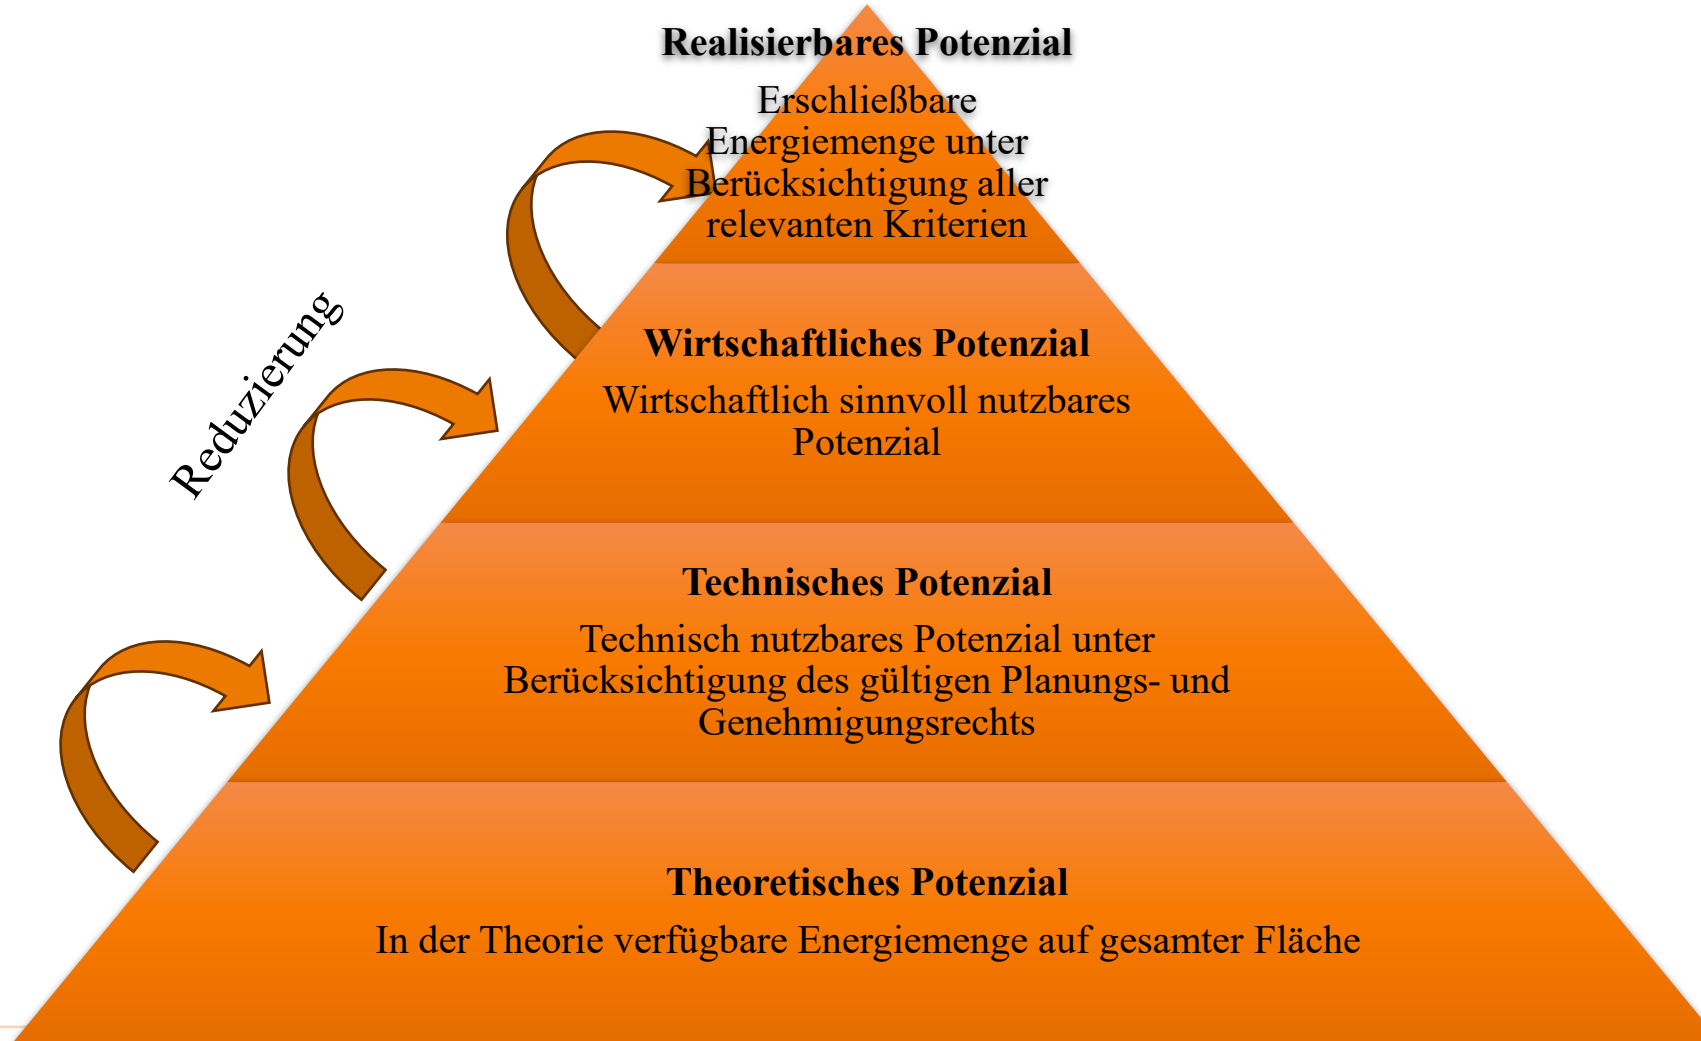 Realisierbares Potenzial
Erschließbare
Energiemenge unter
Berücksichtigung aller
relevanten Kriterien
Reduzierung
Wirtschaftliches Potenzial
Wirtschaftlich sinnvoll nutzbares
Potenzial
Technisches Potenzial
Technisch nutzbares Potenzial unter
Berücksichtigung des gültigen Planungs- und
Genehmigungsrechts
Theoretisches Potenzial
In der Theorie verfügbare Energiemenge auf gesamter Fläche